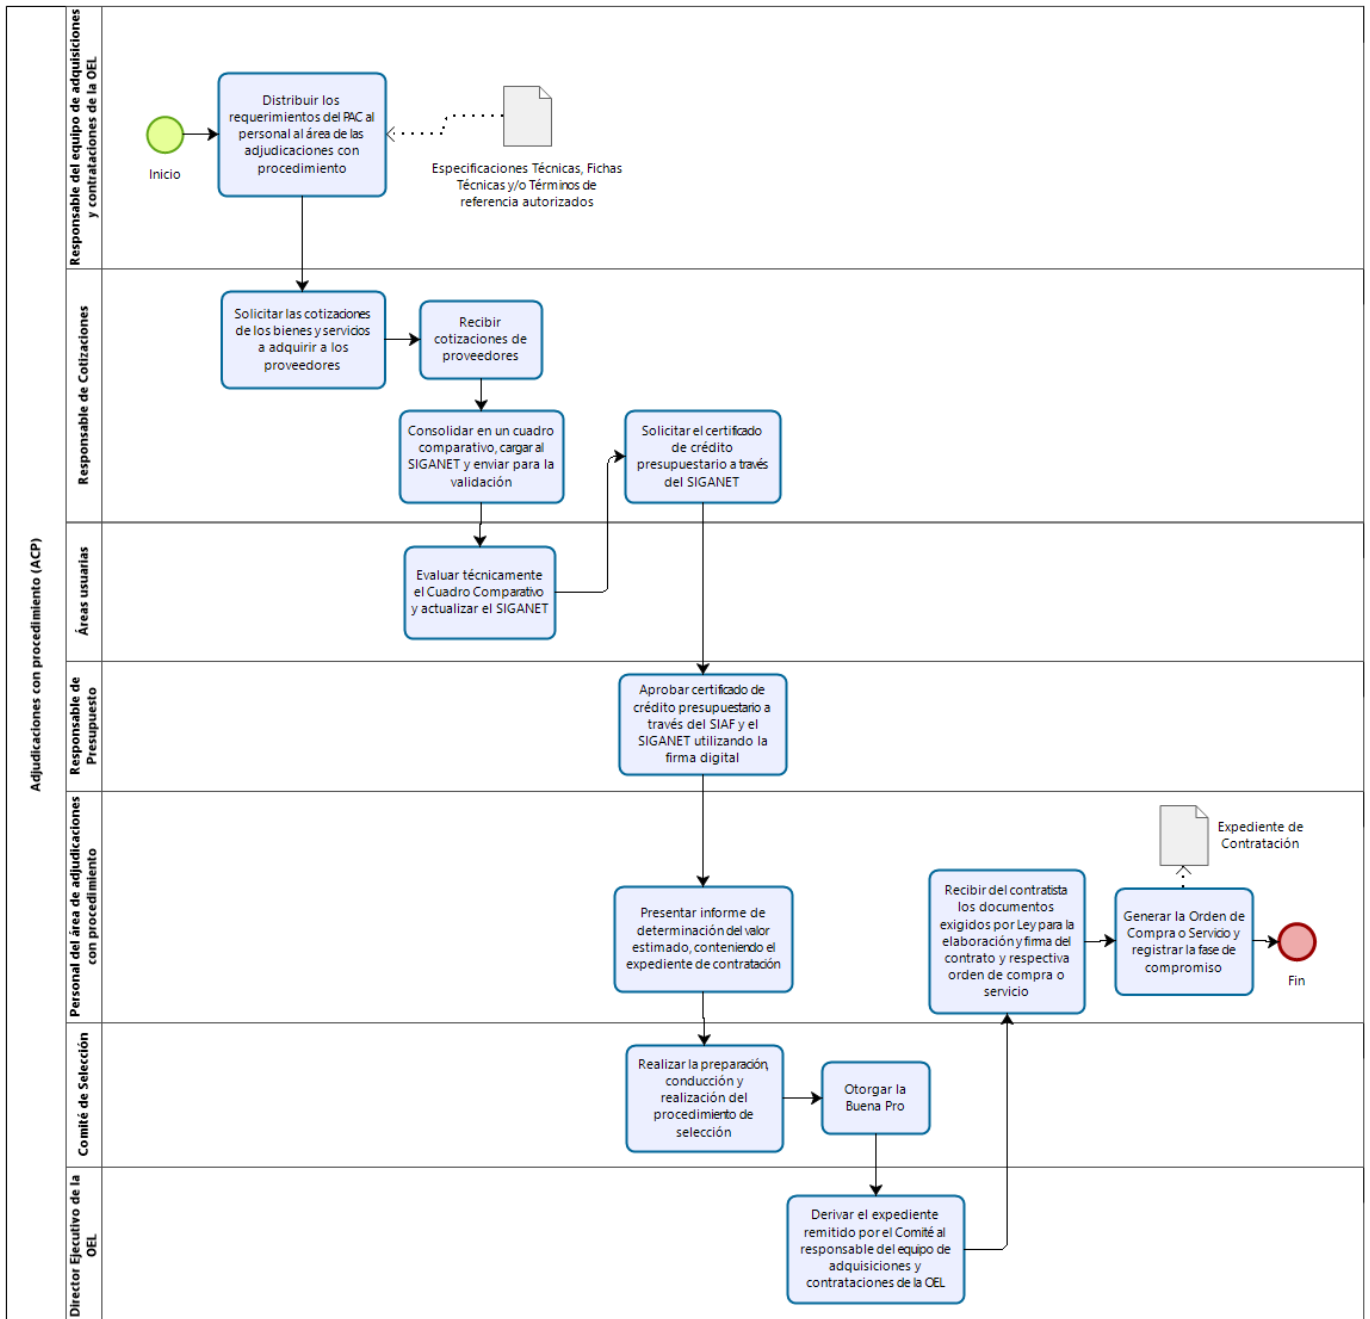 Adjudicaciones con procedimiento (ACP)
Responsable del equipo de adquisiciones
y contrataciones de la OEL
Inicio
Distribuir los
requerimientos del PAC al
personal al área de las
adjudicaciones con
procedimiento
Especificaciones Técnicas, Fichas
Técnicas y/o Términos de
referencia autorizados
Responsable de Cotizaciones
Solicitar las cotizaciones
de los bienes y servicios
a adquirir a los
proveedores
Recibir
cotizaciones de
proveedores
Consolidar en un cuadro
comparativo, cargar al
SIGANET y enviar para la
validación
Solicitar el certificado
de crédito
presupuestario a través
del SIGANET
Áreas usuarias
Evaluar técnicamente
el Cuadro Comparativo
y actualizar el SIGANET
Responsable de
Presupuesto
Aprobar certificado de
crédito presupuestario a
través del SIAF y el
SIGANET utilizando la
firma digital
Personal del área de adjudicaciones
con procedimiento
Presentar informe de
determinación del valor
estimado, conteniendo el
expediente de contratación
Recibir del contratista
los documentos
exigidos por Ley para la
elaboración y firma del
contrato y respectiva
orden de compra o
servicio
Expediente de
Contratación
Generar la Orden de
Compra o Servicio y
registrar la fase de
compromiso
Fin
Comité de Selección
Realizar la preparación,
conducción y
realización del
procedimiento de
selección
Otorgar la
Buena Pro
Director Ejecutivo de la
OEL
Derivar el expediente
remitido por el Comité al
responsable del equipo de
adquisiciones y
contrataciones de la OEL